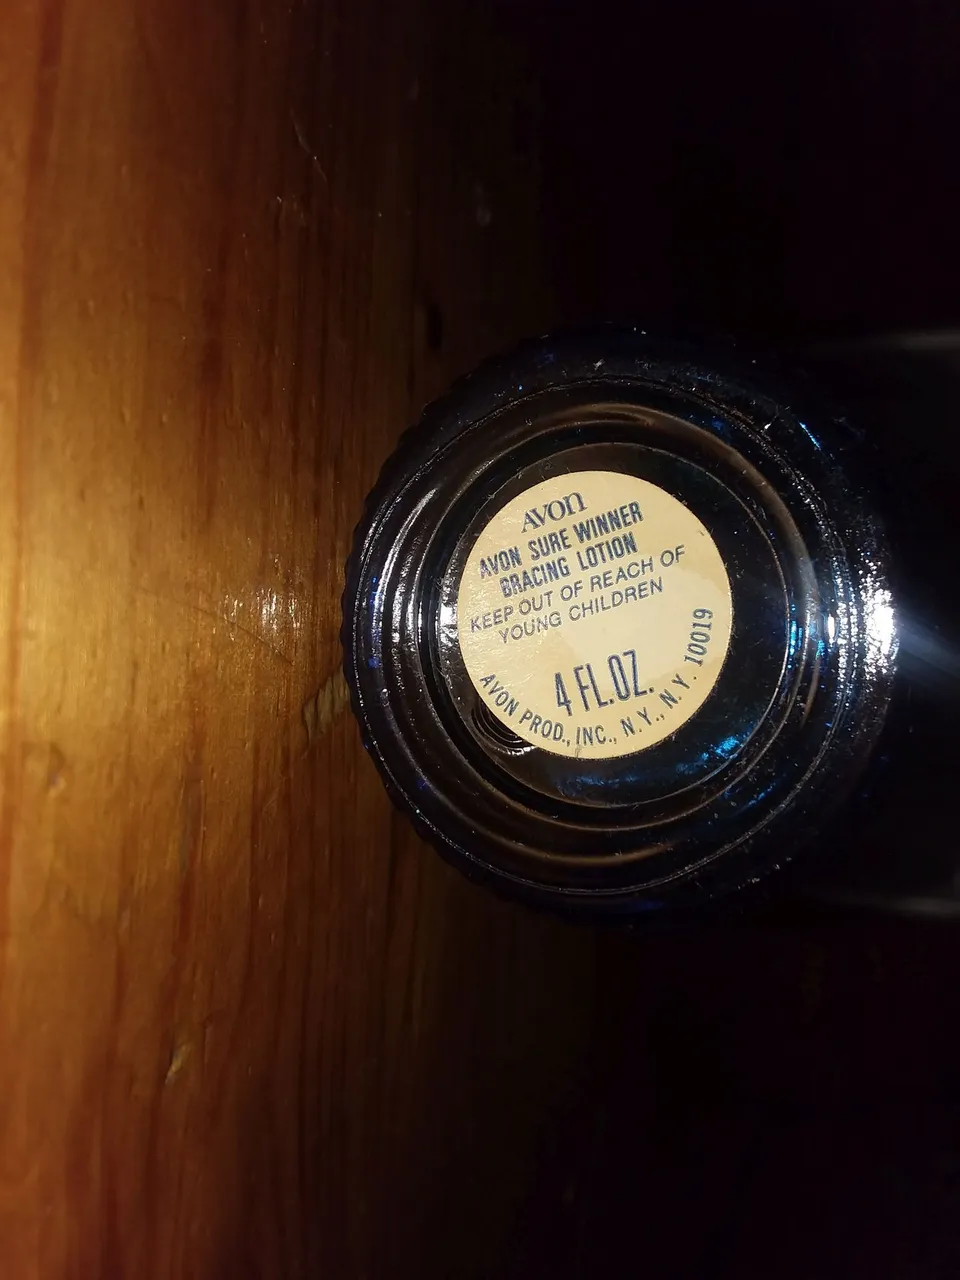 AVON
AVON SURE WINNER
BRACING LOTION
KEEP OUT OF REACH OF
YOUNG CHILDREN
4 FL.OZ.
AVON PROD., INC., N.Y., N.Y. 10019